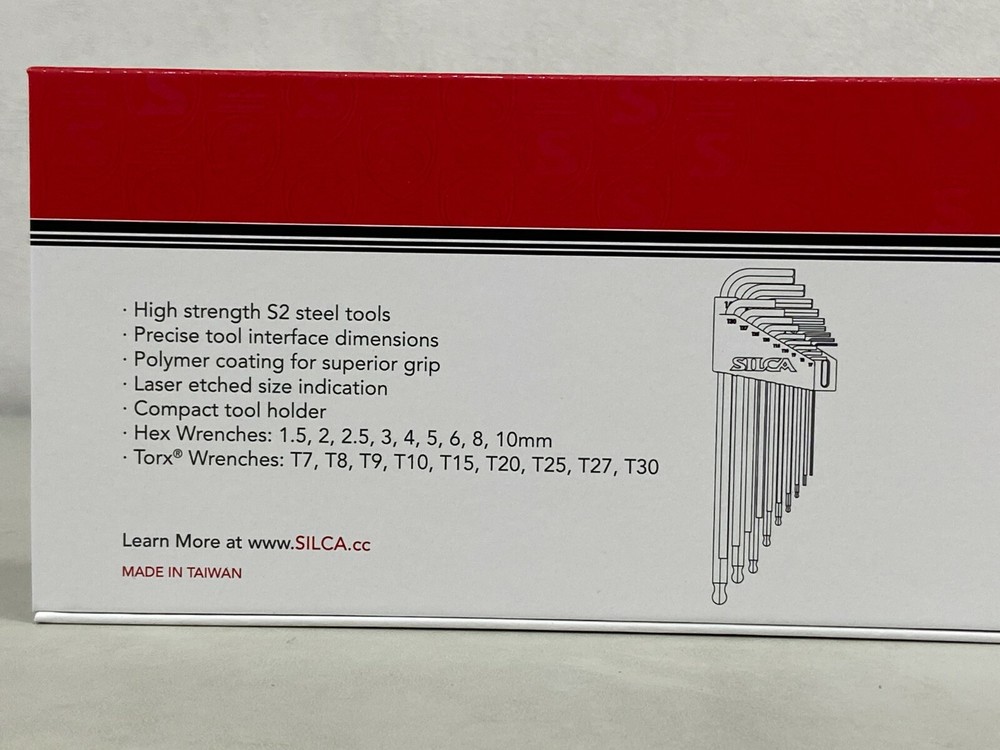 · High strength S2 steel tools
· Precise tool interface dimensions
· Polymer coating for superior grip
· Laser etched size indication
· Compact tool holder
· Hex Wrenches: 1.5, 2, 2.5, 3, 4, 5, 6, 8, 10mm
· Torx® Wrenches: T7, T8, T9, T10, T15, T20, T25, T27, T30
Learn More at www.SILCA.cc
MADE IN TAIWAN
SILCA